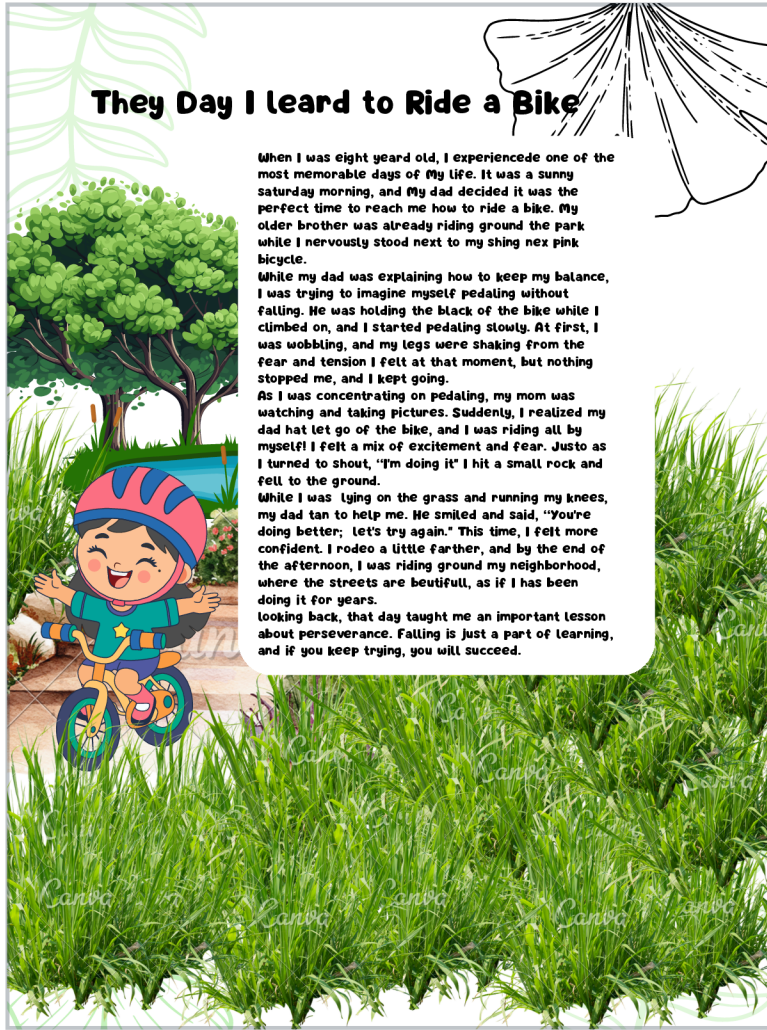 They Day I leard to Ride a Bike
When I was eight yeard old, I experiencede one of the
most memorable days of My life. It was a sunny
saturday morning, and My dad decided it was the
perfect time to reach me how to ride a bike. My
older brother was already riding ground the park
while I nervously stood next to my shing nex pink
bicycle.
While my dad was explaining how to keep my balance,
I was trying to imagine myself pedaling without
falling. He was holding the black of the bike while I
climbed on, and I started pedaling slowly. At first, I
was wobbling, and my legs were shaking from the
fear and tension I felt at that moment, but nothing
stopped me, and I kept going.
As I was concentrating on pedaling, my mom was
watching and taking pictures. Suddenly, I realized my
dad hat let go of the bike, and I was riding all by
myself! I felt a mix of excitement and fear. Justo as
I turned to shout, “I'm doing it" I hit a small rock and
fell to the ground.
While I was  lying on the grass and running my knees,
my dad tan to help me. He smiled and said, “You're
doing better;  let's try again." This time, I felt more
confident. I rodeo a little farther, and by the end of
the afternoon, I was riding ground my neighborhood,
where the streets are beutifull, as if I has been
doing it for years.
looking back, that day taught me an important lesson
about perseverance. Falling is just a part of learning,
and if you keep trying, you will succeed.
Canva
Canva
Canva
Canva
Canva
Canva